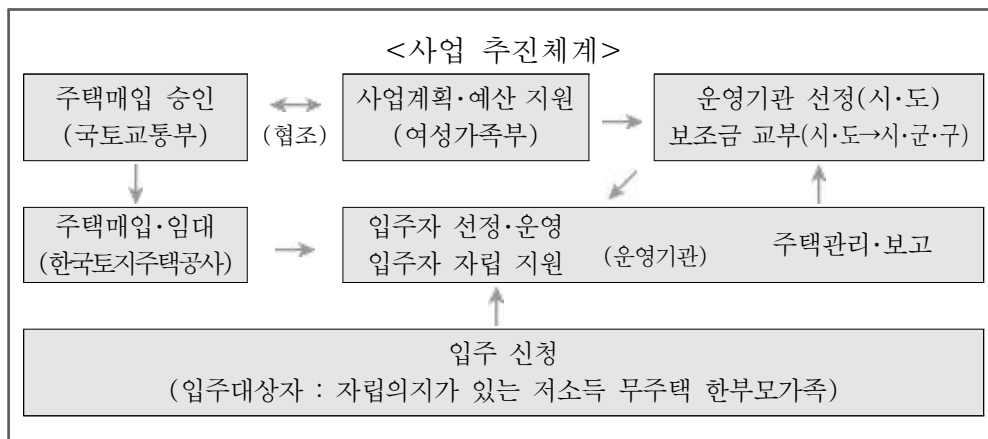 <사업 추진체계>
주택매입 승인
(국토교통부)
(협조)
사업계획·예산 지원
(여성가족부)
운영기관 선정(시·도)
보조금 교부(시·도→시·군·구)
주택매입·임대
(한국토지주택공사)
입주자 선정·운영
입주자 자립 지원
(운영기관)
주택관리·보고
입주 신청
(입주대상자 : 자립의지가 있는 저소득 무주택 한부모가족)